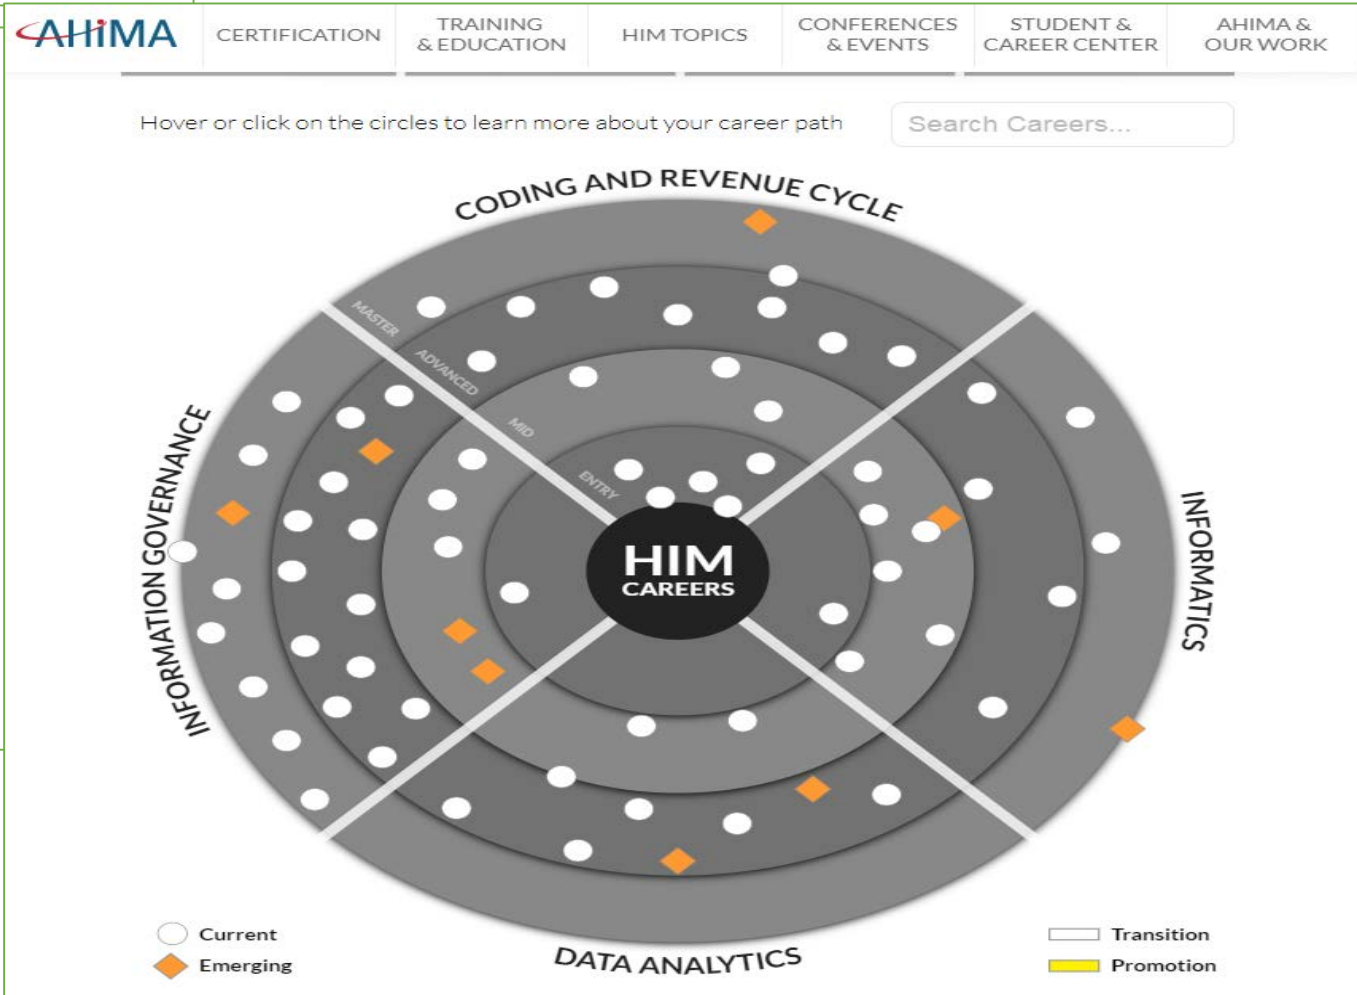 AHiMA
CERTIFICATION
TRAINING
& EDUCATION
HIM TOPICS
CONFERENCES
& EVENTS
STUDENT &
CAREER CENTER
AHIMA &
OUR WORK
Hover or click on the circles to learn more about your career path
Search Careers...
CODING AND REVENUE CYCLE
MASTER
ADVANCED
MID
ENTRY
INFORMATION GOVERNANCE
HIM
CAREERS
INFORMATICS
DATA ANALYTICS
Current
Emerging
Transition
Promotion